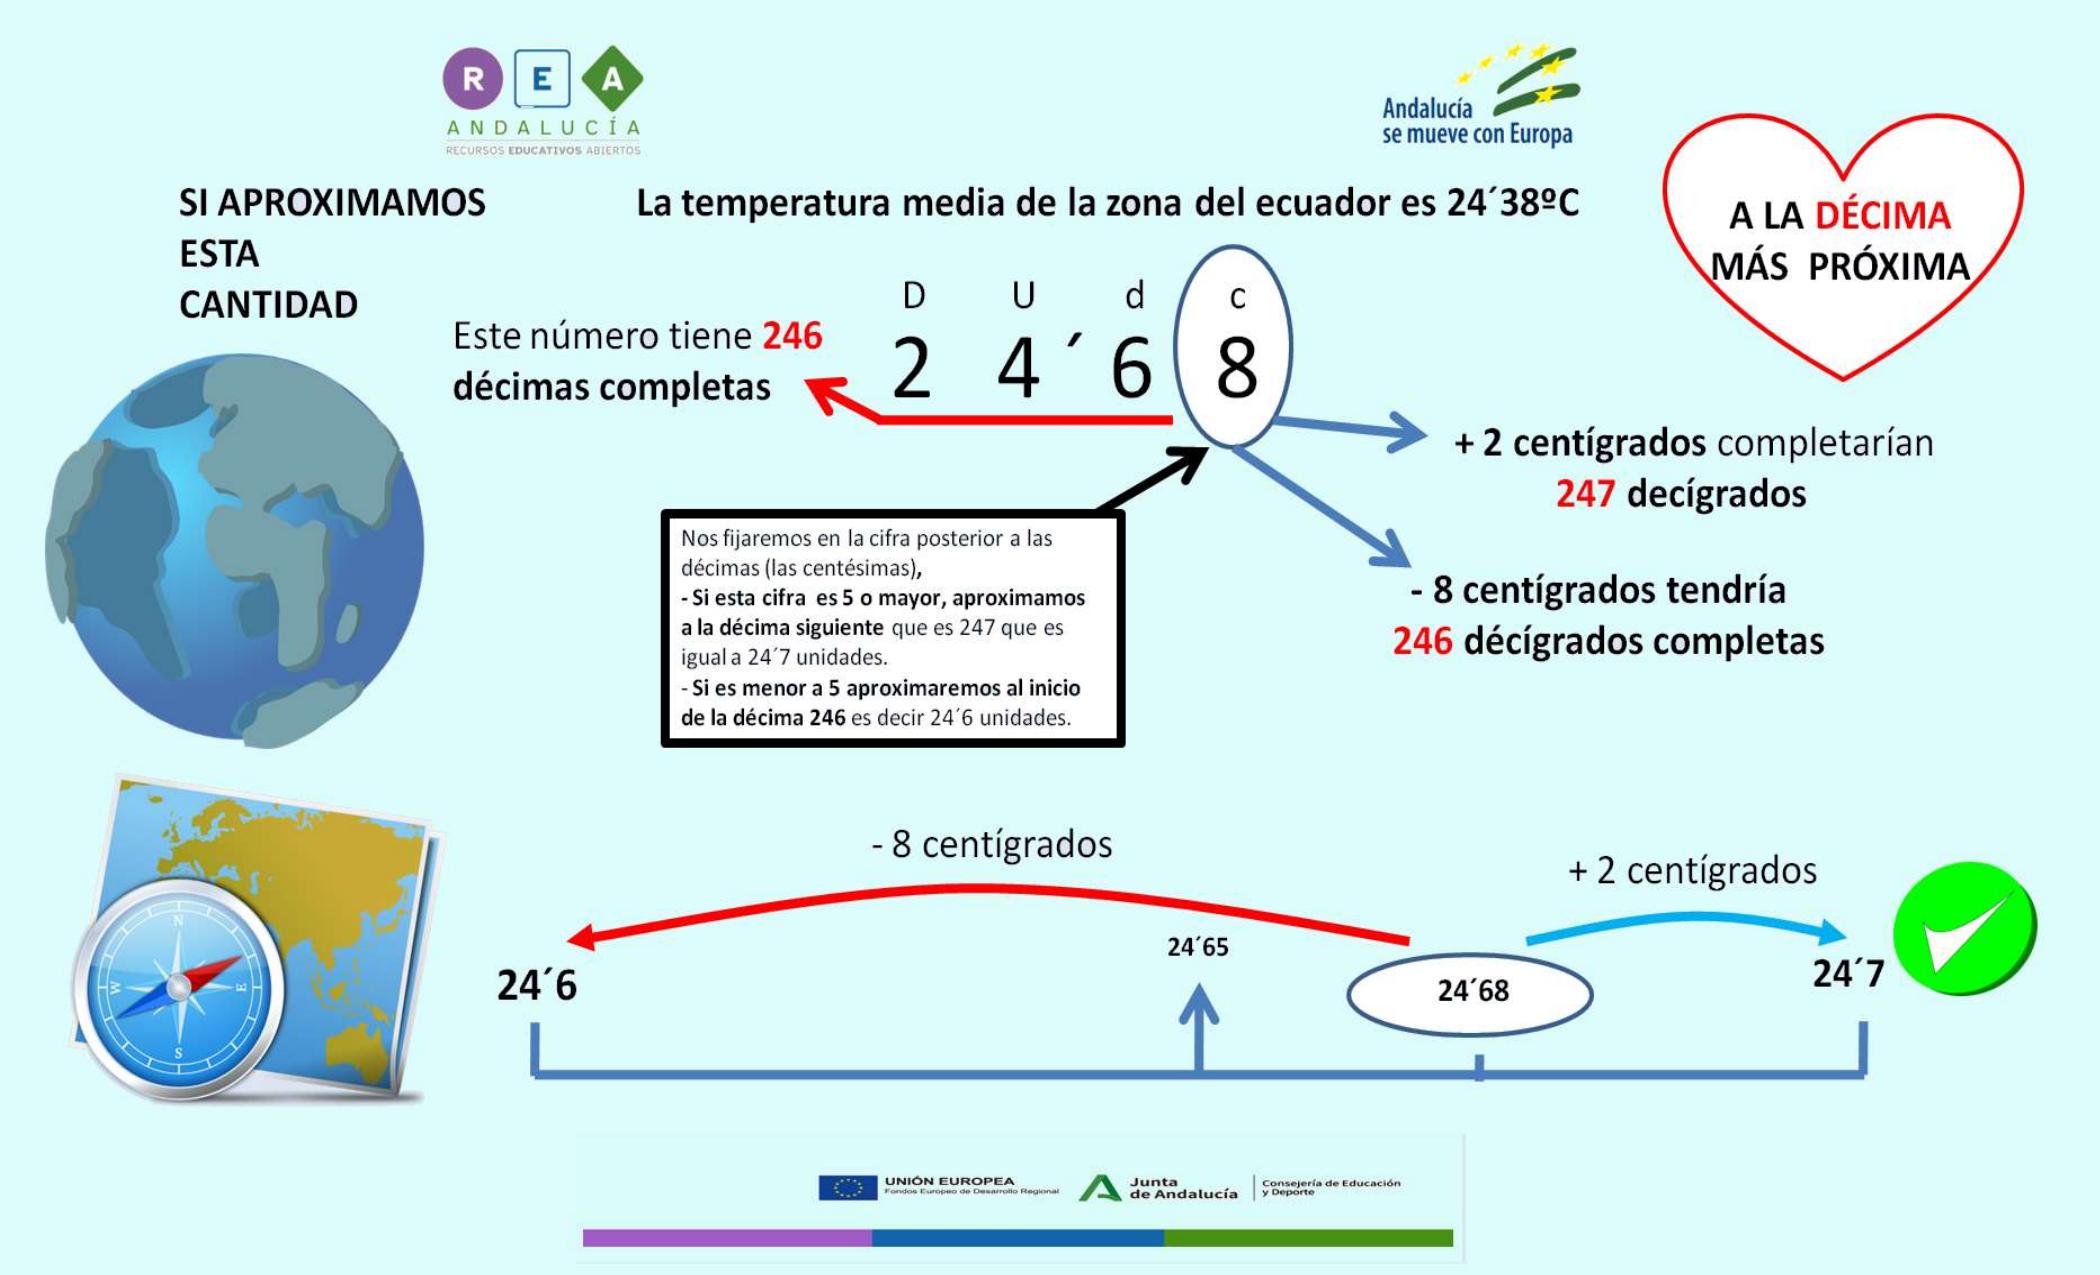 R E A
ANDALUCÍA
RECURSOS EDUCATIVOS ABIERTOS
Andalucía
se mueve con Europa
SI APROXIMAMOS
ESTA
CANTIDAD
La temperatura media de la zona del ecuador es 24´38ºC
A LA DÉCIMA
MÁS PRÓXIMA
D U d c
2 4 ´ 6 8
Este número tiene 246
décimas completas
+ 2 centígrados completarían
247 decígrados
- 8 centígrados tendría
246 décígrados completas
Nos fijaremos en la cifra posterior a las
décimas (las centésimas),
- Si esta cifra es 5 o mayor, aproximamos
a la décima siguiente que es 247 que es
igual a 24´7 unidades.
- Si es menor a 5 aproximaremos al inicio
de la décima 246 es decir 24´6 unidades.
- 8 centígrados
+ 2 centígrados
24´6
24´65
24´68
24´7
N
E
S
W
UNIÓN EUROPEA
Fondos Europeo de Desarrollo Regional
Junta
de Andalucía
Consejería de Educación
y Deporte